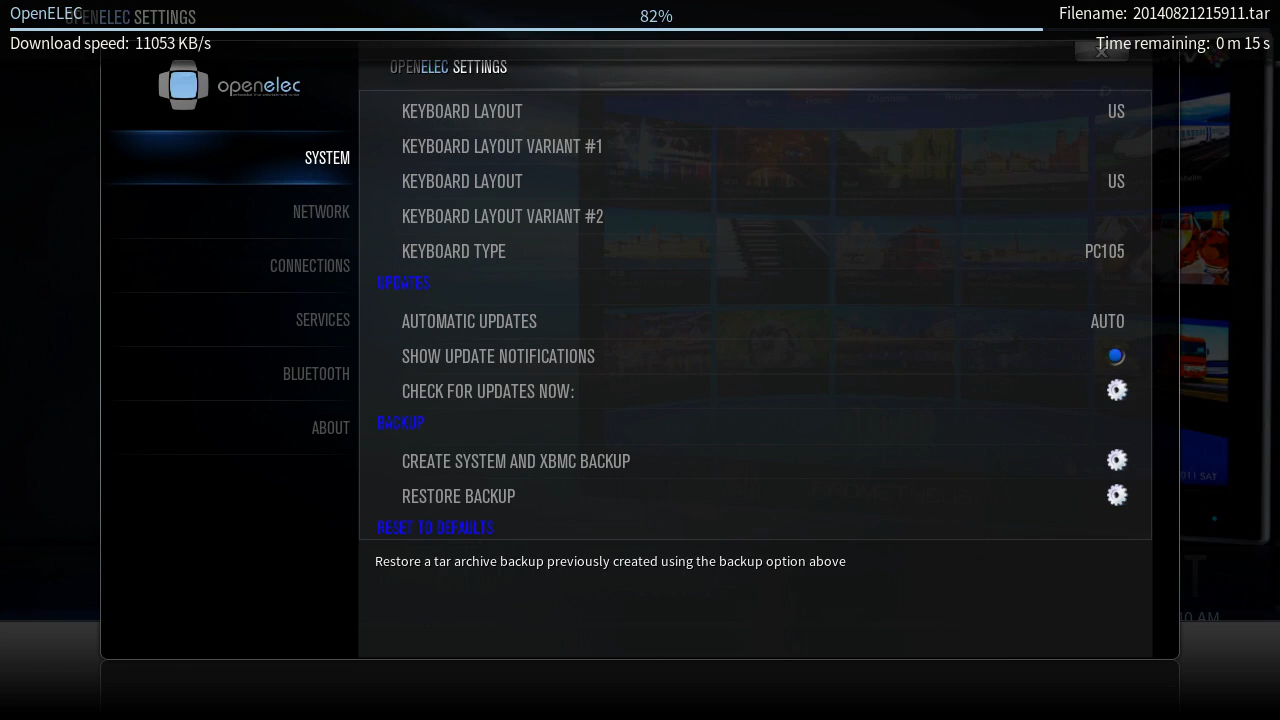 OpenELEC
OPENELEC SETTINGS
82%
Filename: 20140821215911.tar
Download speed: 11053 KB/s
Time remaining: 0 m 15 s
openelec
OPENELEC SETTINGS
SYSTEM
NETWORK
CONNECTIONS
SERVICES
BLUETOOTH
ABOUT
KEYBOARD LAYOUT US
KEYBOARD LAYOUT VARIANT #1
KEYBOARD LAYOUT US
KEYBOARD LAYOUT VARIANT #2
KEYBOARD TYPE PC105
UPDATES
AUTOMATIC UPDATES AUTO
SHOW UPDATE NOTIFICATIONS
CHECK FOR UPDATES NOW:
BACKUP
CREATE SYSTEM AND XBMC BACKUP
RESTORE BACKUP
RESET TO DEFAULTS
Restore a tar archive backup previously created using the backup option above